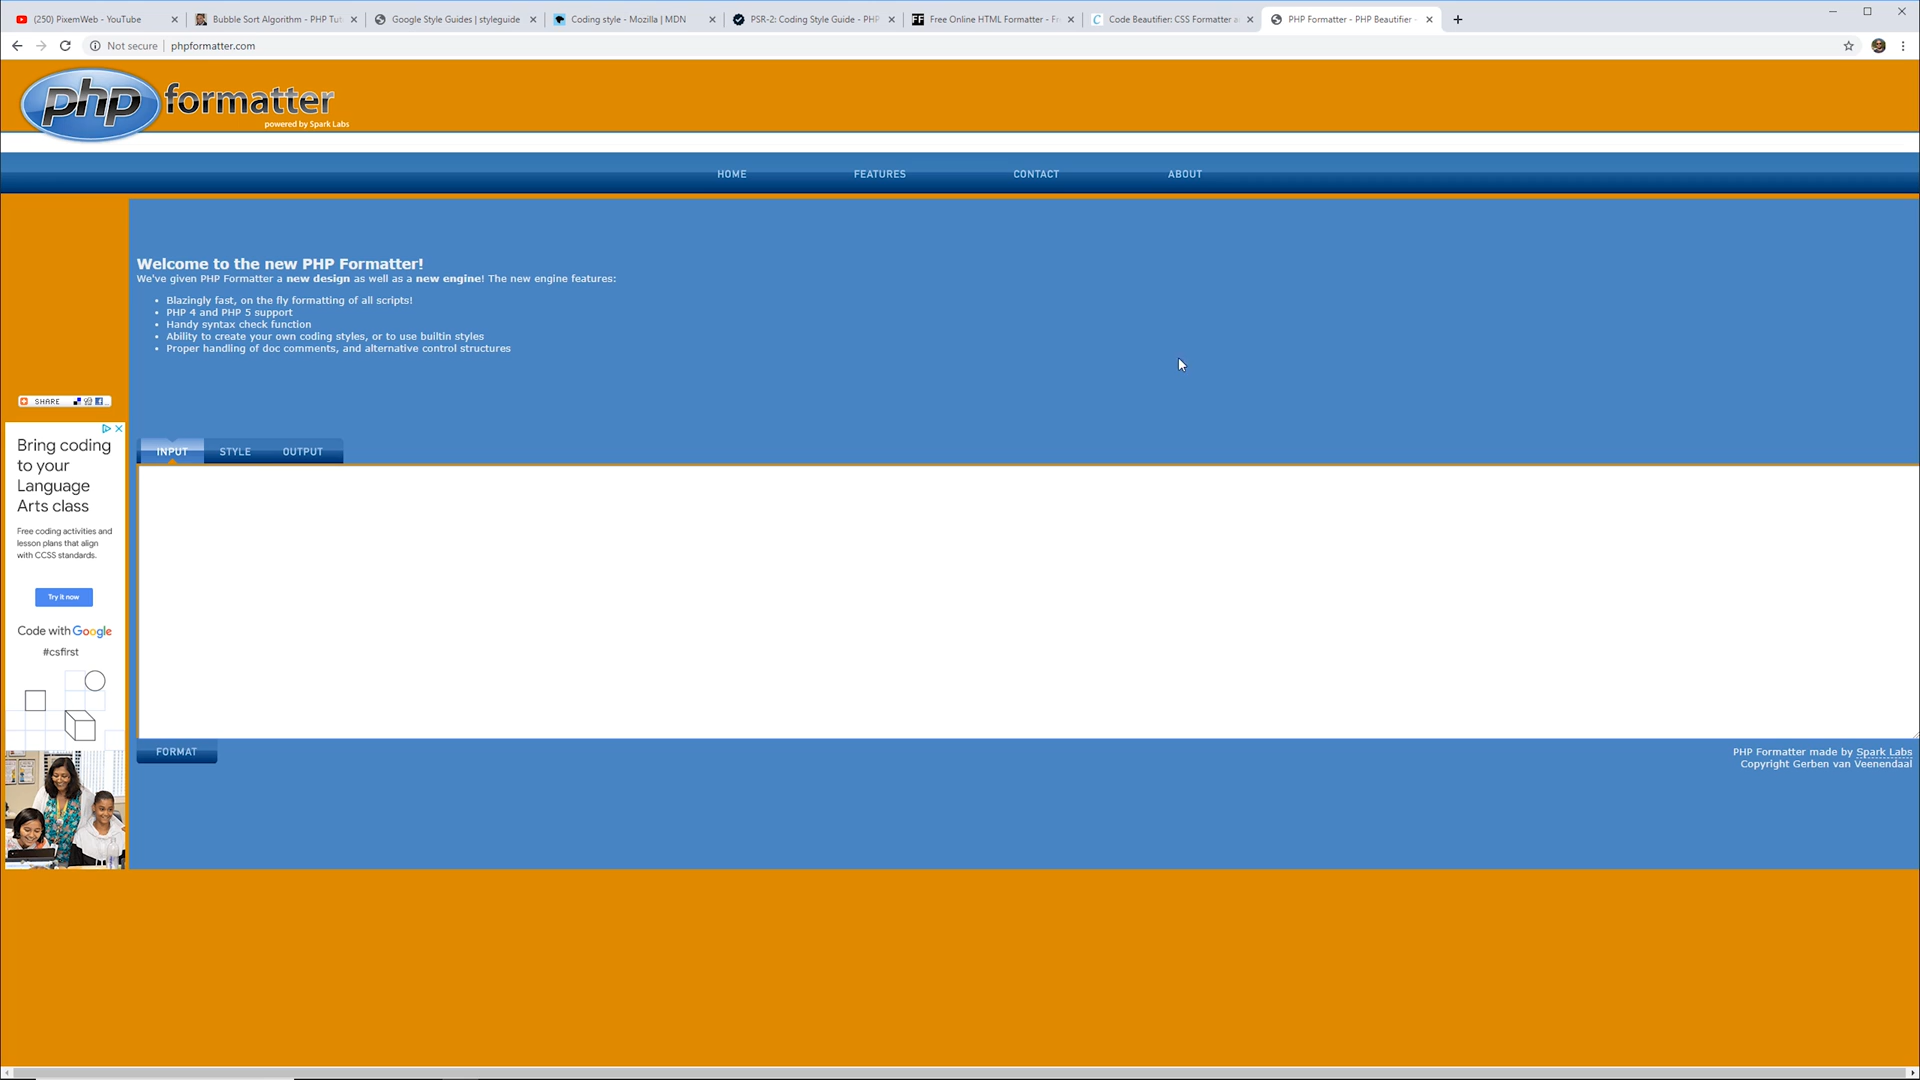 (250) PixemWeb - YouTube
Bubble Sort Algorithm - PHP Tut
Google Style Guides | styleguide
Coding style - Mozilla | MDN
PSR-2: Coding Style Guide - PHP
Free Online HTML Formatter - Fr
Code Beautifier: CSS Formatter a
PHP Formatter - PHP Beautifier -
Not secure | phpformatter.com
php formatter
powered by Spark Labs
HOME
FEATURES
CONTACT
ABOUT
Welcome to the new PHP Formatter!
We've given PHP Formatter a new design as well as a new engine! The new engine features:
• Blazingly fast, on the fly formatting of all scripts!
• PHP 4 and PHP 5 support
• Handy syntax check function
• Ability to create your own coding styles, or to use builtin styles
• Proper handling of doc comments, and alternative control structures
SHARE
Bring coding
to your
Language
Arts class
Free coding activities and
lesson plans that align
with CCSS standards.
Try it now
Code with Google
#csfirst
INPUT
STYLE
OUTPUT
FORMAT
PHP Formatter made by Spark Labs
Copyright Gerben van Veenendaal